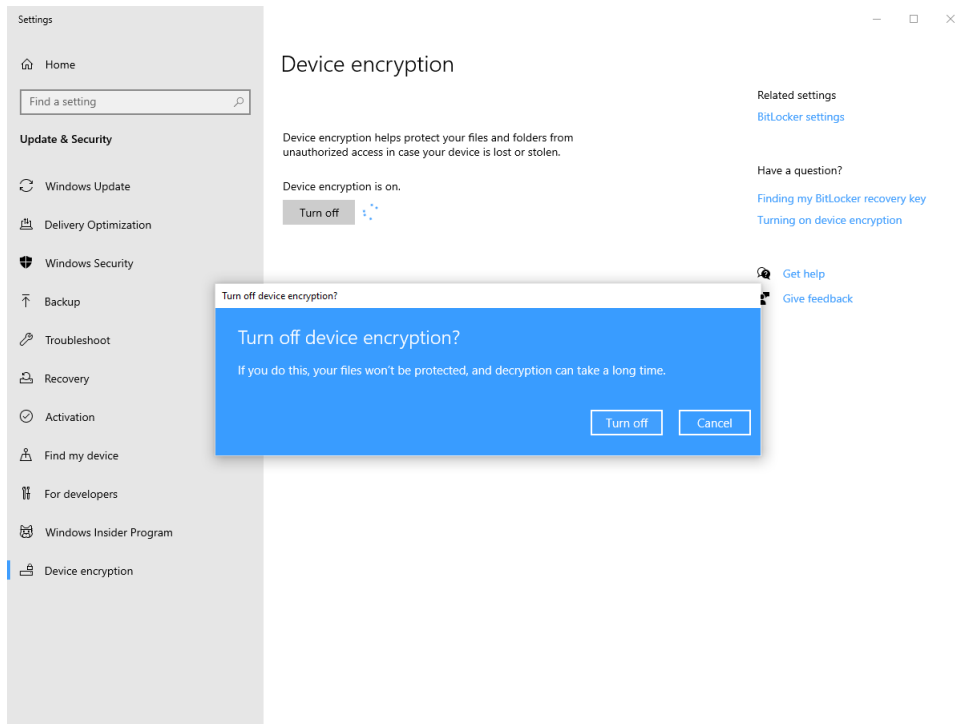 Settings
Home
Find a setting
Update & Security
Windows Update
Delivery Optimization
Windows Security
Backup
Troubleshoot
Recovery
Activation
Find my device
For developers
Windows Insider Program
Device encryption
Device encryption
Device encryption helps protect your files and folders from
unauthorized access in case your device is lost or stolen.
Device encryption is on.
Turn off
Related settings
BitLocker settings
Have a question?
Finding my BitLocker recovery key
Turning on device encryption
Get help
Give feedback
Turn off device encryption?
Turn off device encryption?
If you do this, your files won't be protected, and decryption can take a long time.
Turn off
Cancel